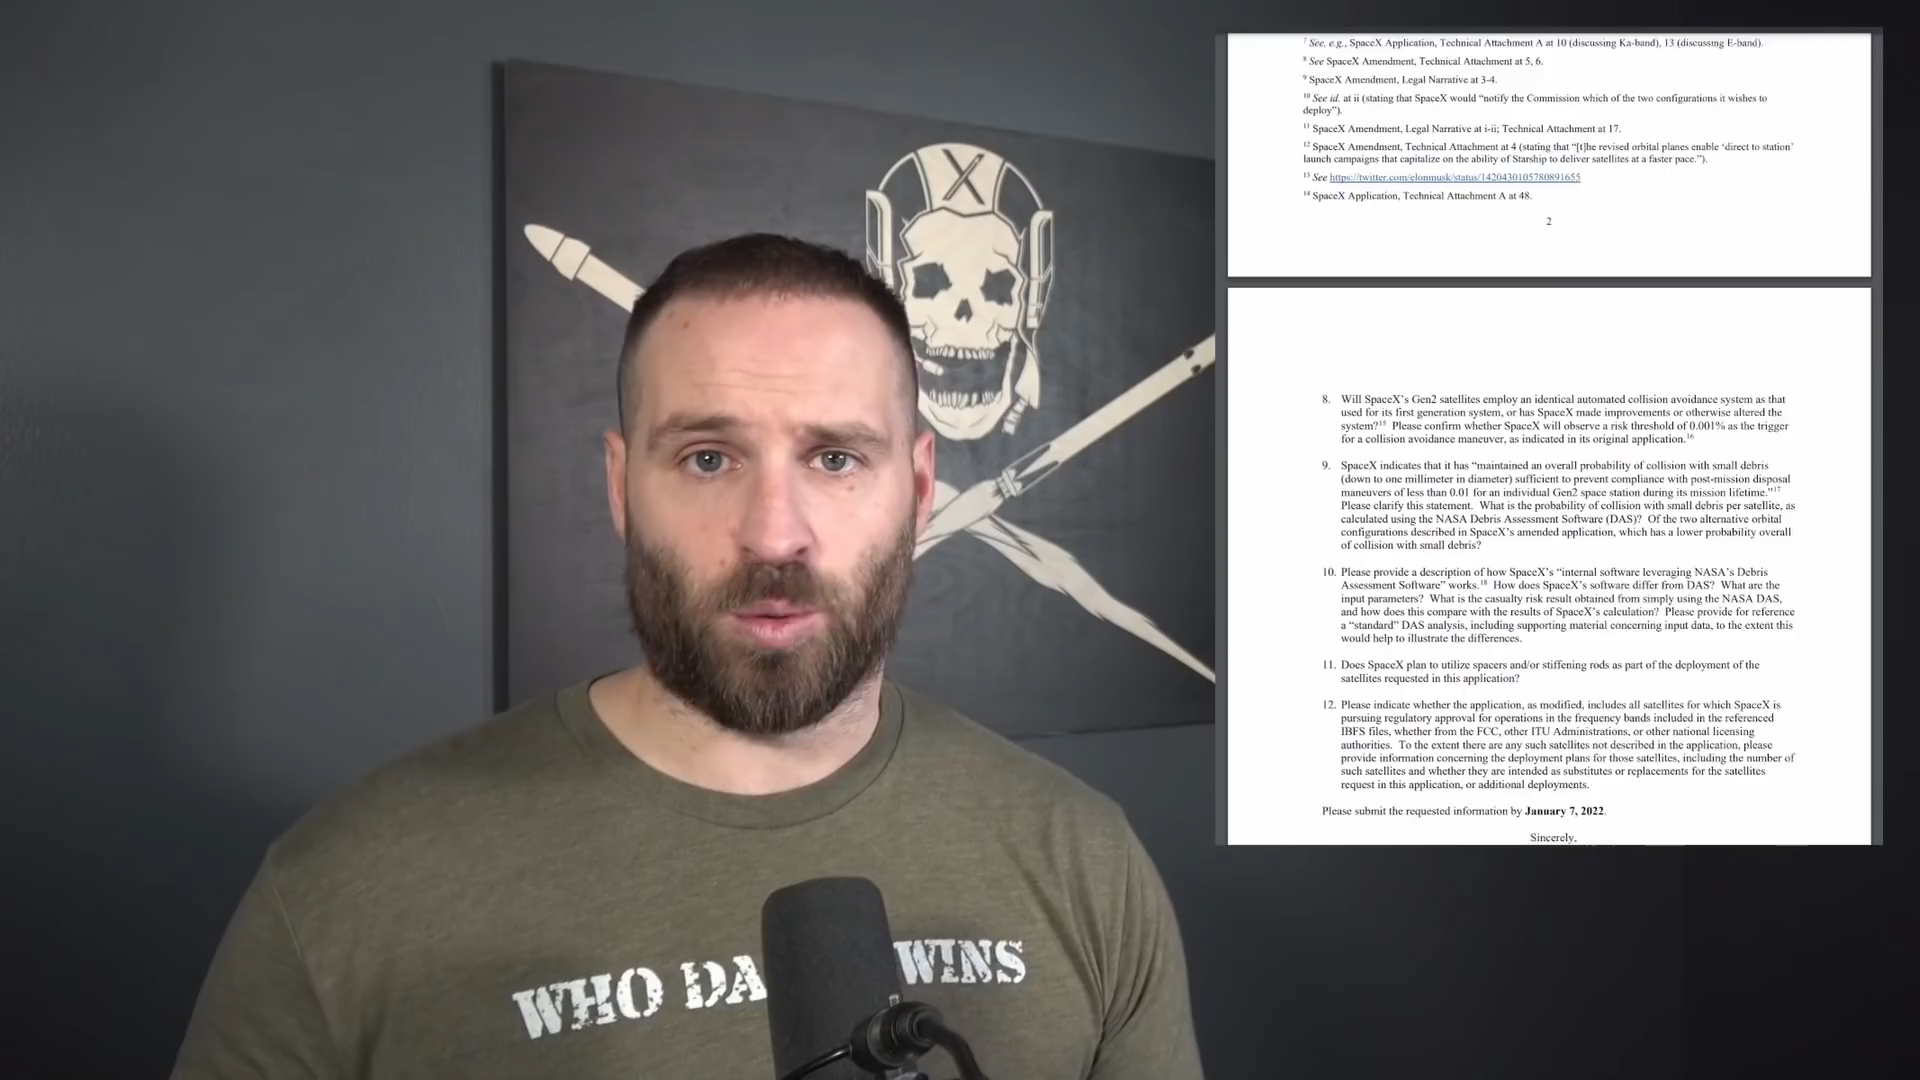 ⁷ See, e.g., SpaceX Application, Technical Attachment A at 10 (discussing Ka-band), 13 (discussing E-band).
⁸ See SpaceX Amendment, Technical Attachment at 5, 6.
⁹ SpaceX Amendment, Legal Narrative at 3-4.
¹⁰ See id. at ii (stating that SpaceX would “notify the Commission which of the two configurations it wishes to
deploy”).
¹¹ SpaceX Amendment, Legal Narrative at i-ii; Technical Attachment at 17.
¹² SpaceX Amendment, Technical Attachment at 4 (stating that “[t]he revised orbital planes enable ‘direct to station’
launch campaigns that capitalize on the ability of Starship to deliver satellites at a faster pace.”).
¹³ See https://twitter.com/elonmusk/status/1420430105780891655
¹⁴ SpaceX Application, Technical Attachment A at 48.
2
8. Will SpaceX’s Gen2 satellites employ an identical automated collision avoidance system as that
used for its first generation system, or has SpaceX made improvements or otherwise altered the
system?¹⁵ Please confirm whether SpaceX will observe a risk threshold of 0.001% as the trigger
for a collision avoidance maneuver, as indicated in its original application.¹⁶
9. SpaceX indicates that it has “maintained an overall probability of collision with small debris
(down to one millimeter in diameter) sufficient to prevent compliance with post-mission disposal
maneuvers of less than 0.01 for an individual Gen2 space station during its mission lifetime.”¹⁷
Please clarify this statement. What is the probability of collision with small debris per satellite, as
calculated using the NASA Debris Assessment Software (DAS)? Of the two alternative orbital
configurations described in SpaceX’s amended application, which has a lower probability overall
of collision with small debris?
10. Please provide a description of how SpaceX’s “internal software leveraging NASA’s Debris
Assessment Software” works.¹⁸ How does SpaceX’s software differ from DAS? What are the
input parameters? What is the casualty risk result obtained from simply using the NASA DAS,
and how does this compare with the results of SpaceX’s calculation? Please provide for reference
a “standard” DAS analysis, including supporting material concerning input data, to the extent this
would help to illustrate the differences.
11. Does SpaceX plan to utilize spacers and/or stiffening rods as part of the deployment of the
satellites requested in this application?
12. Please indicate whether the application, as modified, includes all satellites for which SpaceX is
pursuing regulatory approval for operations in the frequency bands included in the referenced
IBFS files, whether from the FCC, other ITU Administrations, or other national licensing
authorities. To the extent there are any such satellites not described in the application, please
provide information concerning the deployment plans for those satellites, including the number of
such satellites and whether they are intended as substitutes or replacements for the satellites
request in this application, or additional deployments.
Please submit the requested information by January 7, 2022.
Sincerely,
X
WHO DA WINS